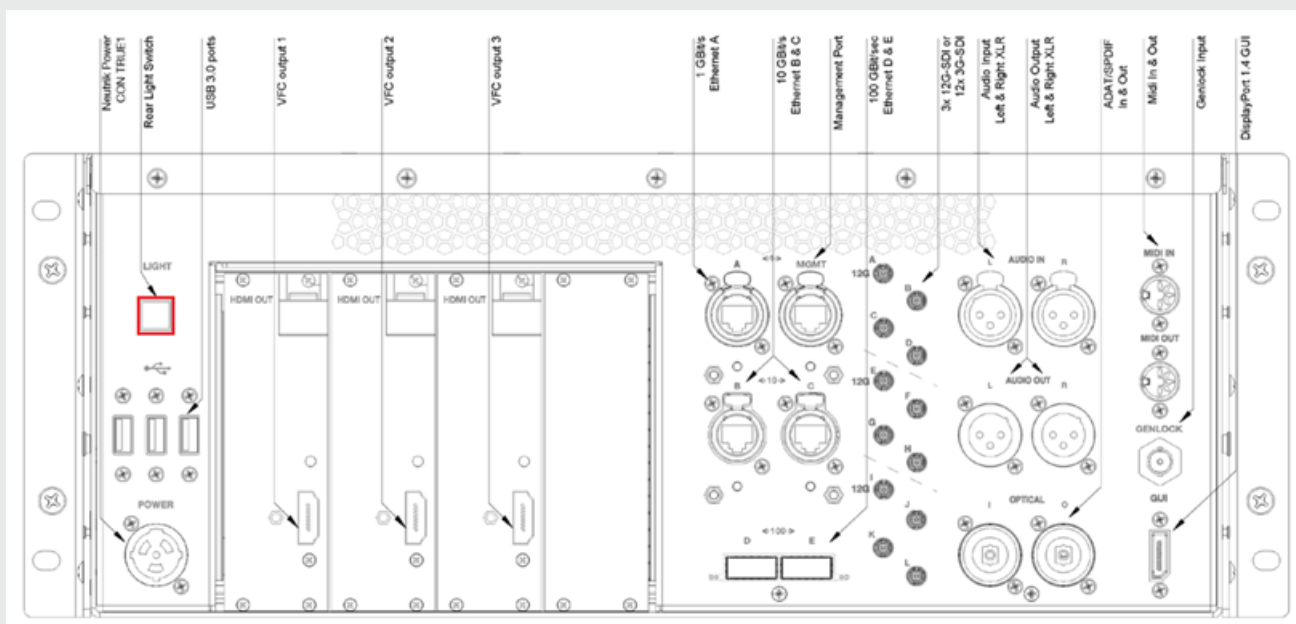 Neutrik Power
CON TRUE1
Rear Light Switch
USB 3.0 ports
VFC output 1
VFC output 2
VFC output 3
1 GBit/s
Ethernet A
10 GBit/s
Ethernet B & C
Management Port
100 GBit/sec
Ethernet D & E
3x 12G-SDI or
12x 3G-SDI
Audio Input
Left & Right XLR
Audio Output
Left & Right XLR
ADAT/SPDIF
In & Out
Midi In & Out
Genlock Input
DisplayPort 1.4 GUI
LIGHT
POWER
HDMI OUT
HDMI OUT
HDMI OUT
A
MGMT
B
<-10->
C
<-100->
D
E
A
12G
B
C
D
E
12G
F
G
H
I
12G
J
K
L
L
AUDIO IN
R
L
AUDIO OUT
R
I
OPTICAL
O
MIDI IN
MIDI OUT
GENLOCK
GUI